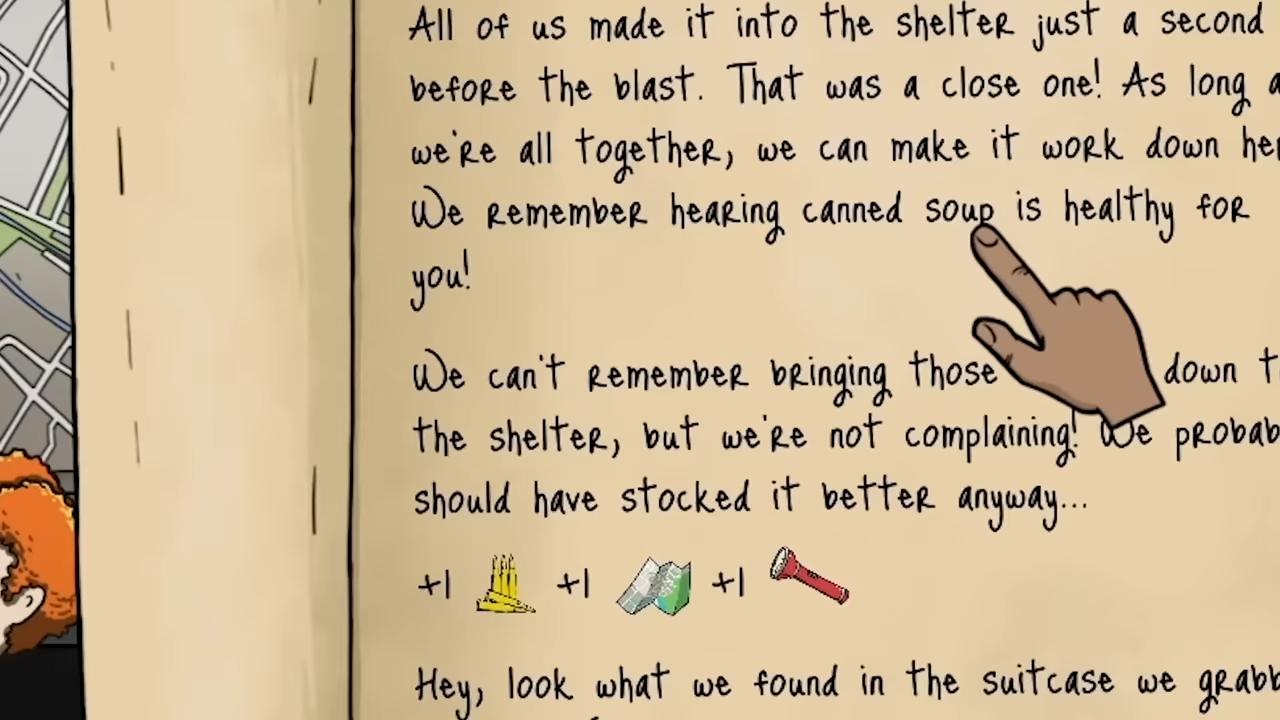 All of us made it into the shelter just a second
before the blast. That was a close one! As long
we're all together, we can make it work down
We remember hearing canned soup is healthy for
you!
We can't remember bringing those down
the shelter, but we're not complaining! We
should have stocked it better anyway...
+1 +1 +1
Hey, look what we found in the suitcase we